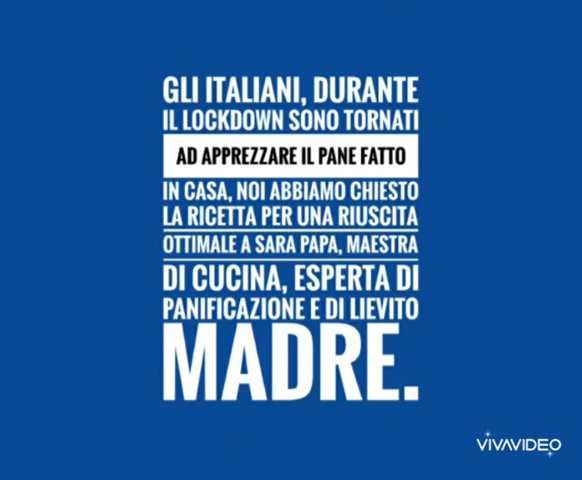 GLI ITALIANI, DURANTE
IL LOCKDOWN SONO TORNATI
AD APPREZZARE IL PANE FATTO
IN CASA, NOI ABBIAMO CHIESTO
LA RICETTA PER UNA RIUSCITA
OTTIMALE A SARA PAPA, MAESTRA
DI CUCINA, ESPERTA DI
PANIFICAZIONE E DI LIEVITO
MADRE.
VIVAVIDEO